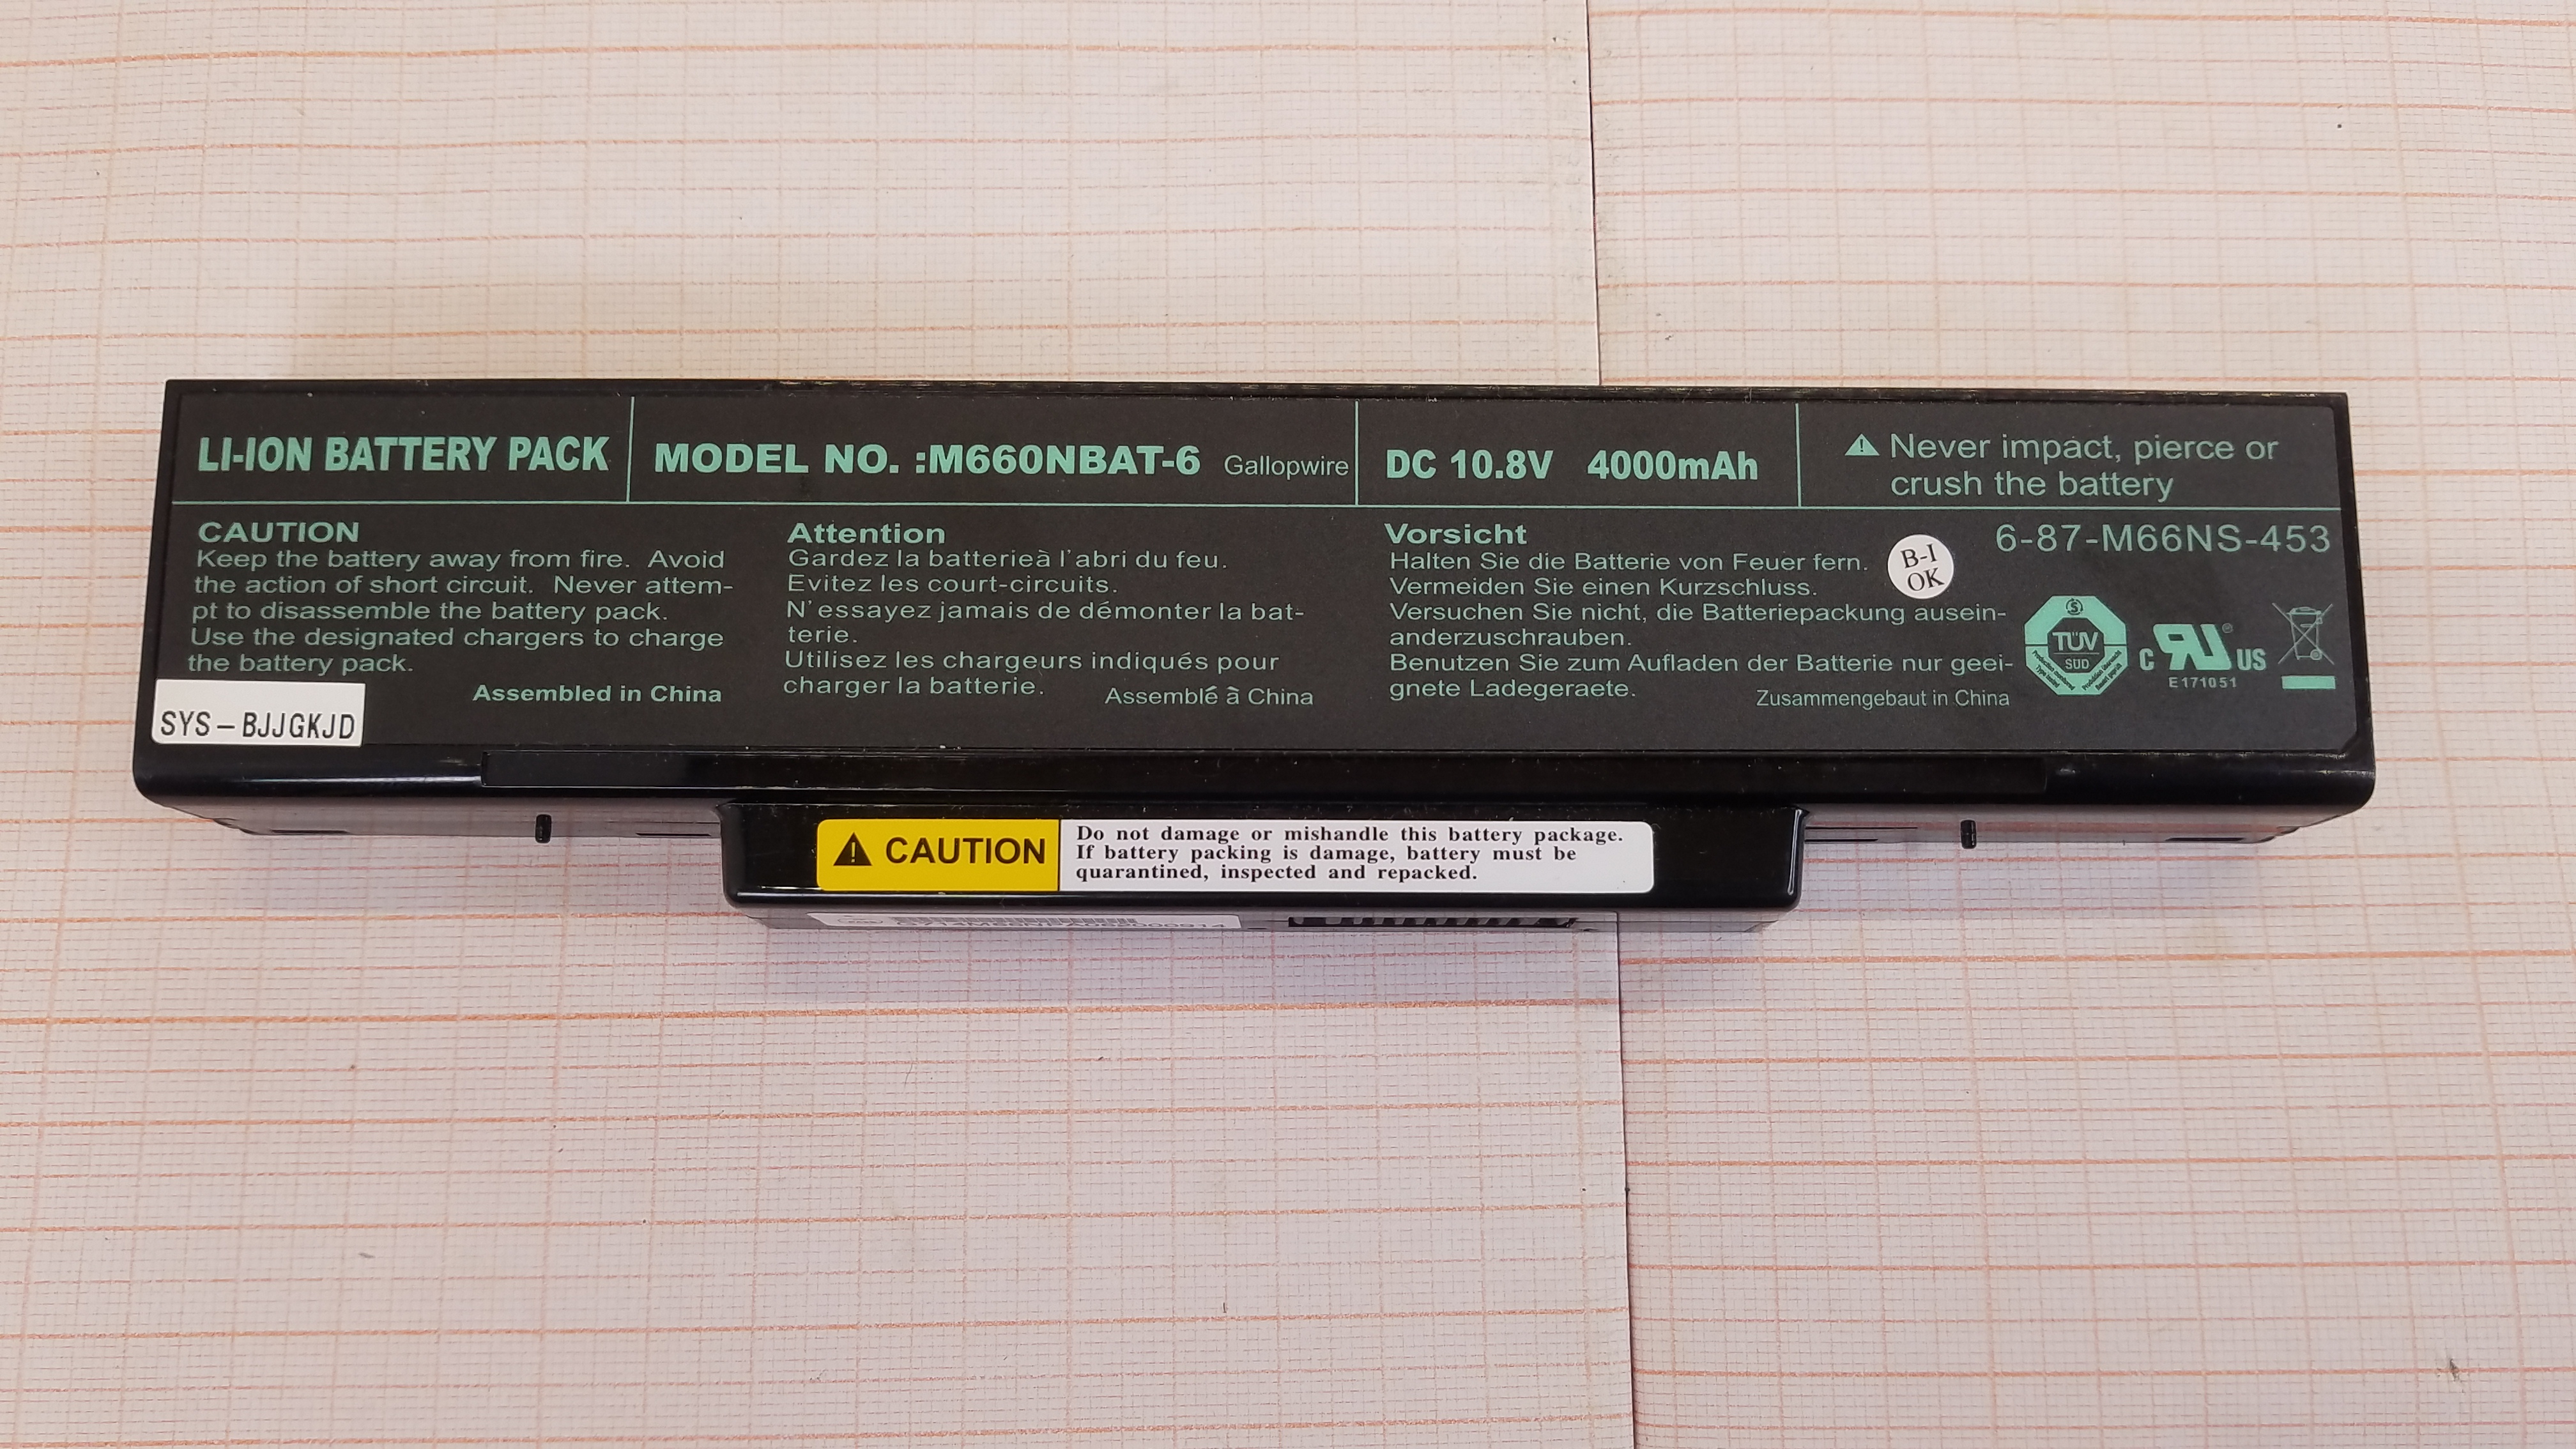 LI-ION BATTERY PACK
MODEL NO. :M660NBAT-6 Gallopwire
DC 10.8V 4000mAh
Never impact, pierce or
crush the battery
CAUTION
Keep the battery away from fire. Avoid
the action of short circuit. Never attem-
pt to disassemble the battery pack.
Use the designated chargers to charge
the battery pack.
Assembled in China
SYS-BJJGKJD
Attention
Gardez la batterieà l'abri du feu.
Evitez les court-circuits.
N'essayez jamais de démonter la bat-
terie.
Utilisez les chargeurs indiqués pour
charger la batterie.
Assemblé à China
Vorsicht
Halten Sie die Batterie von Feuer fern.
Vermeiden Sie einen Kurzschluss.
Versuchen Sie nicht, die Batteriepackung ausein-
anderzuschrauben.
Benutzen Sie zum Aufladen der Batterie nur geei-
gnete Ladegeraete.
Zusammengebaut in China
B-I
OK
6-87-M66NS-453
TÜV
SÜD
C RU US
®
E171051
CAUTION
Do not damage or mishandle this battery package.
If battery packing is damage, battery must be
quarantined, inspected and repacked.